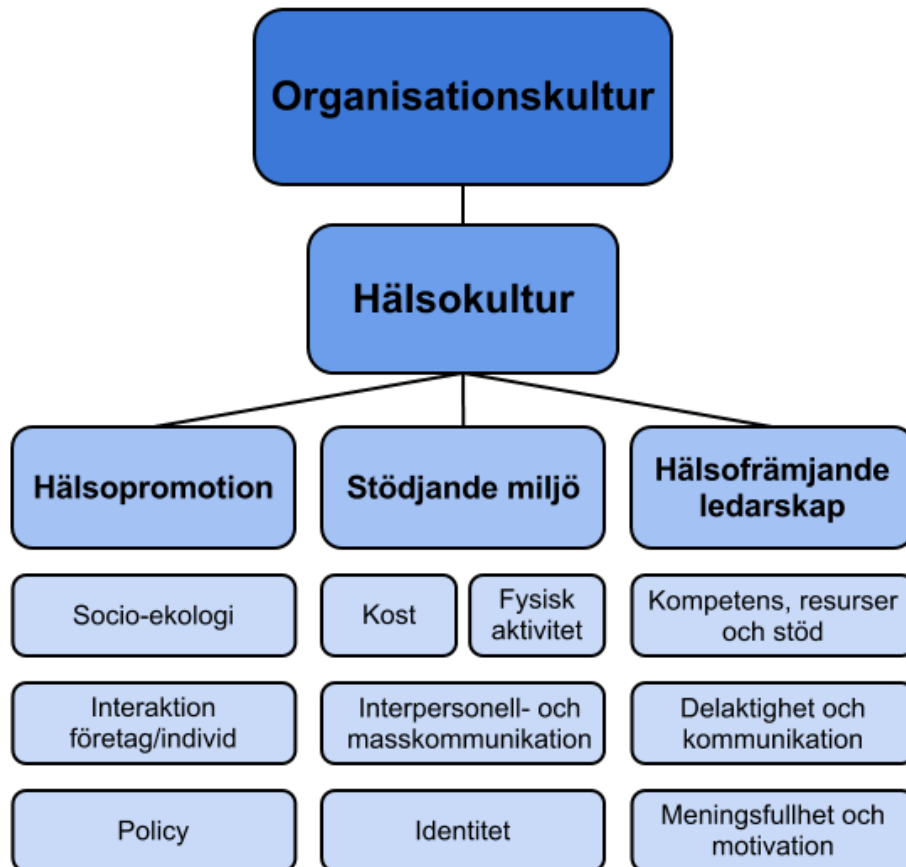 Organisationskultur
Hälsokultur
Hälsopromotion
Stödjande miljö
Hälsofrämjande
ledarskap
Socio-ekologi
Kost
Fysisk
aktivitet
Kompetens, resurser
och stöd
Interaktion
företag/individ
Interpersonell- och
masskommunikation
Delaktighet och
kommunikation
Policy
Identitet
Meningsfullhet och
motivation